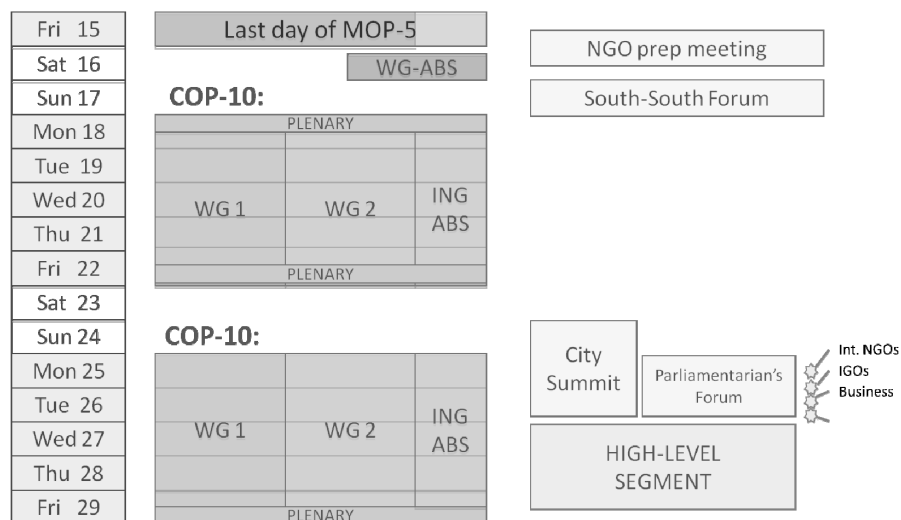 Fri 15
Sat 16
Sun 17
Mon 18
Tue 19
Wed 20
Thu 21
Fri 22
Sat 23
Sun 24
Mon 25
Tue 26
Wed 27
Thu 28
Fri 29
Last day of MOP-5
WG-ABS
COP-10:
PLENARY
WG 1
WG 2
ING
ABS
PLENARY
COP-10:
WG 1
WG 2
ING
ABS
PLENARY
NGO prep meeting
South-South Forum
City
Summit
Parliamentarian's
Forum
Int. NGOs
IGOs
Business
HIGH-LEVEL
SEGMENT